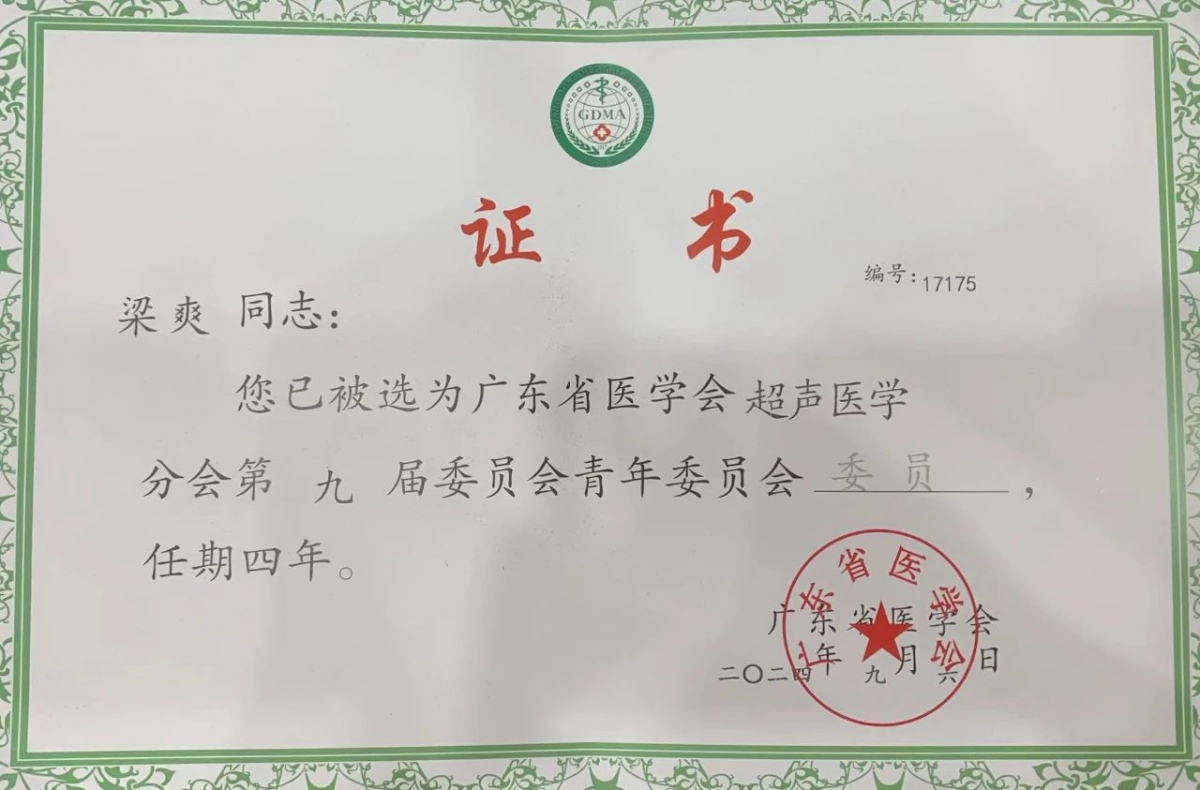 GDMA
证书
编号:17175
梁爽 同志:
您已被选为广东省医学会超声医学
分会第 九 届委员会青年委员会 委员,
任期四年。
广东省医学会
二〇二四年九月六日
广东省医学会